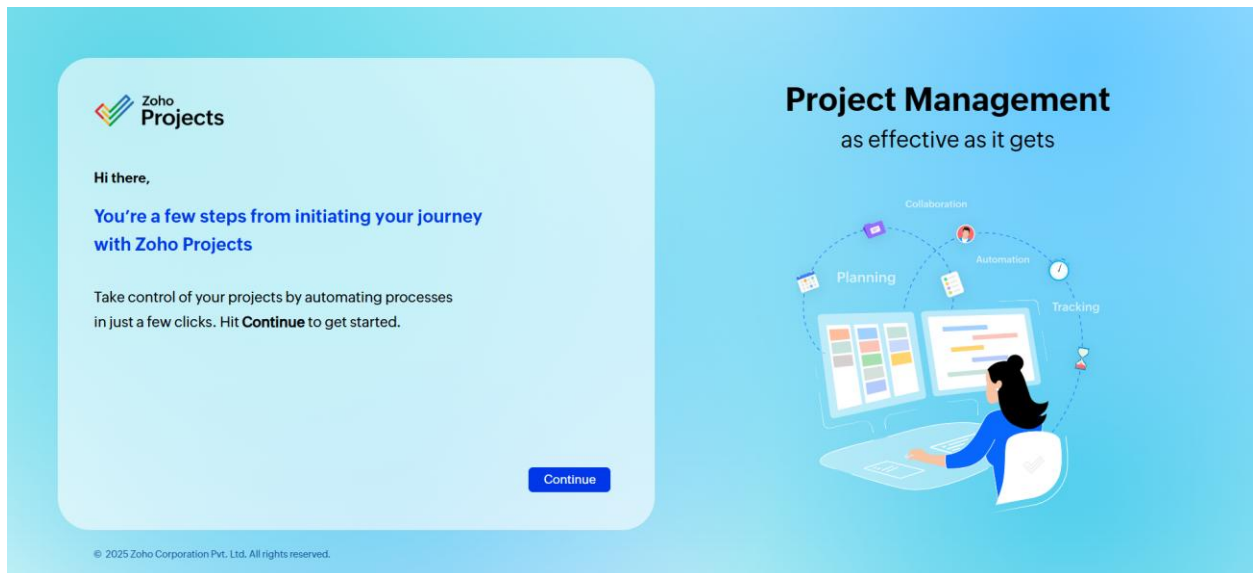 Zoho
Projects
Hi there,
You're a few steps from initiating your journey
with Zoho Projects
Take control of your projects by automating processes
in just a few clicks. Hit Continue to get started.
Continue
© 2025 Zoho Corporation Pvt. Ltd. All rights reserved.
Project Management
as effective as it gets
Collaboration
Automation
Planning
Tracking